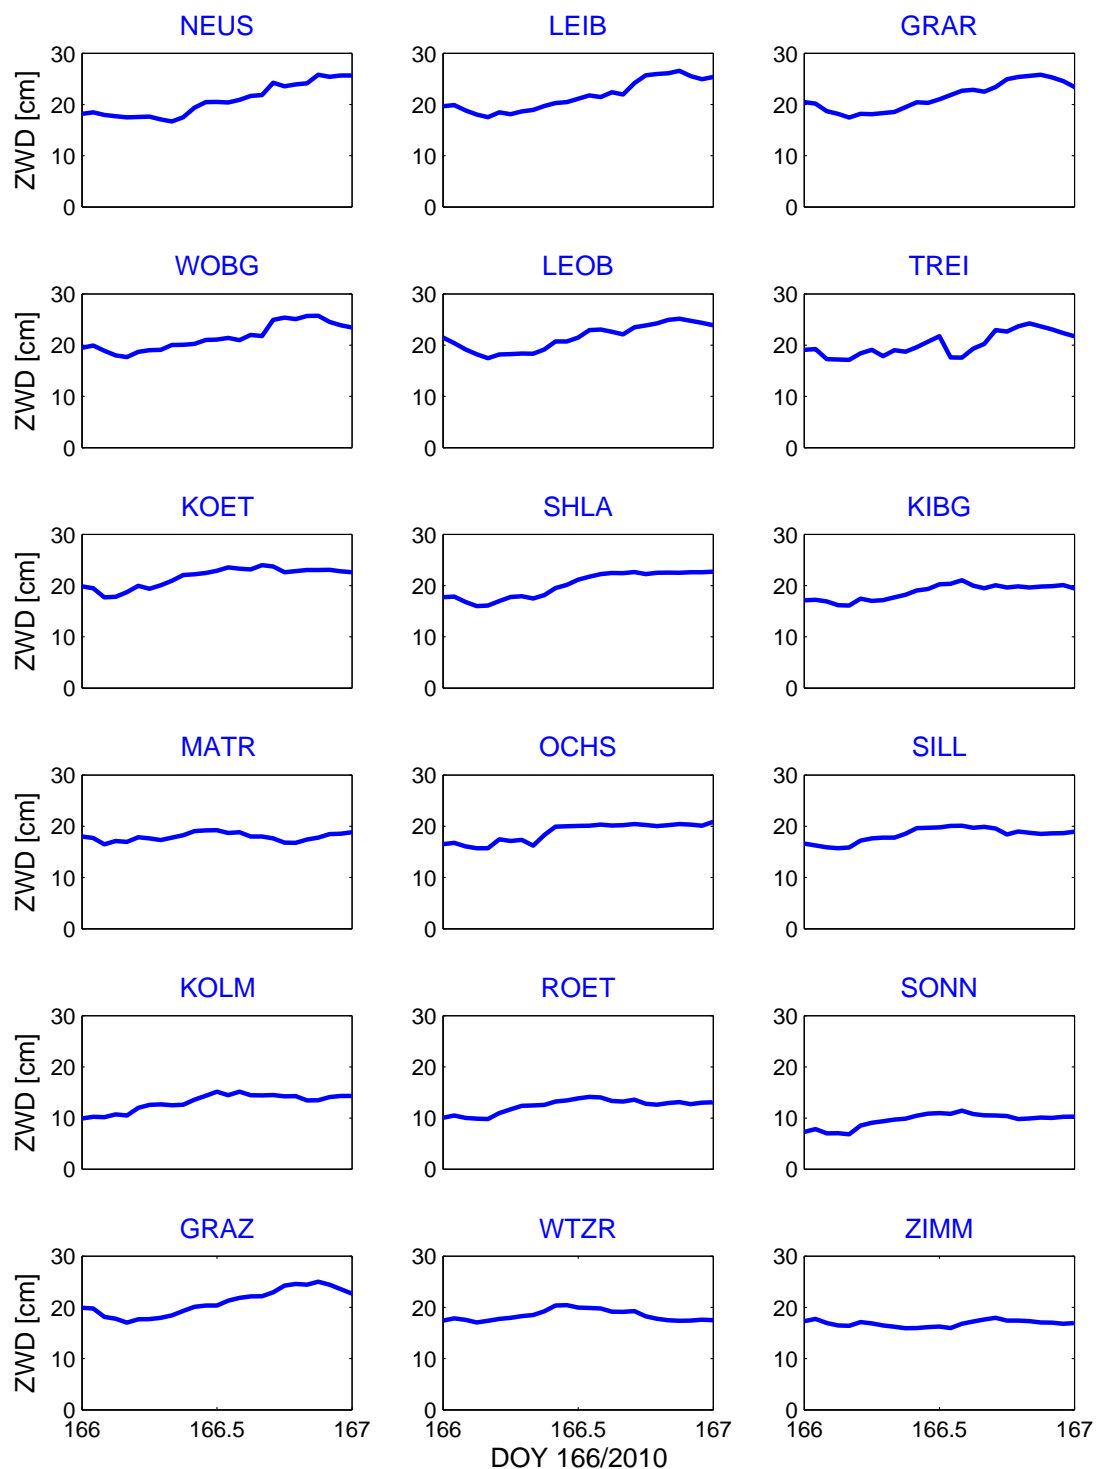 NEUS LEIB GRAR
30 30 30
20 20 20
10 10 10
0 0 0
ZWD [cm]
WOBG LEOB TREI
30 30 30
20 20 20
10 10 10
0 0 0
ZWD [cm]
KOET SHLA KIBG
30 30 30
20 20 20
10 10 10
0 0 0
ZWD [cm]
MATR OCHS SILL
30 30 30
20 20 20
10 10 10
0 0 0
ZWD [cm]
KOLM ROET SONN
30 30 30
20 20 20
10 10 10
0 0 0
ZWD [cm]
GRAZ WTZR ZIMM
30 30 30
20 20 20
10 10 10
0 0 0
ZWD [cm]
166 166.5 167 166 166.5 167 166 166.5 167
DOY 166/2010